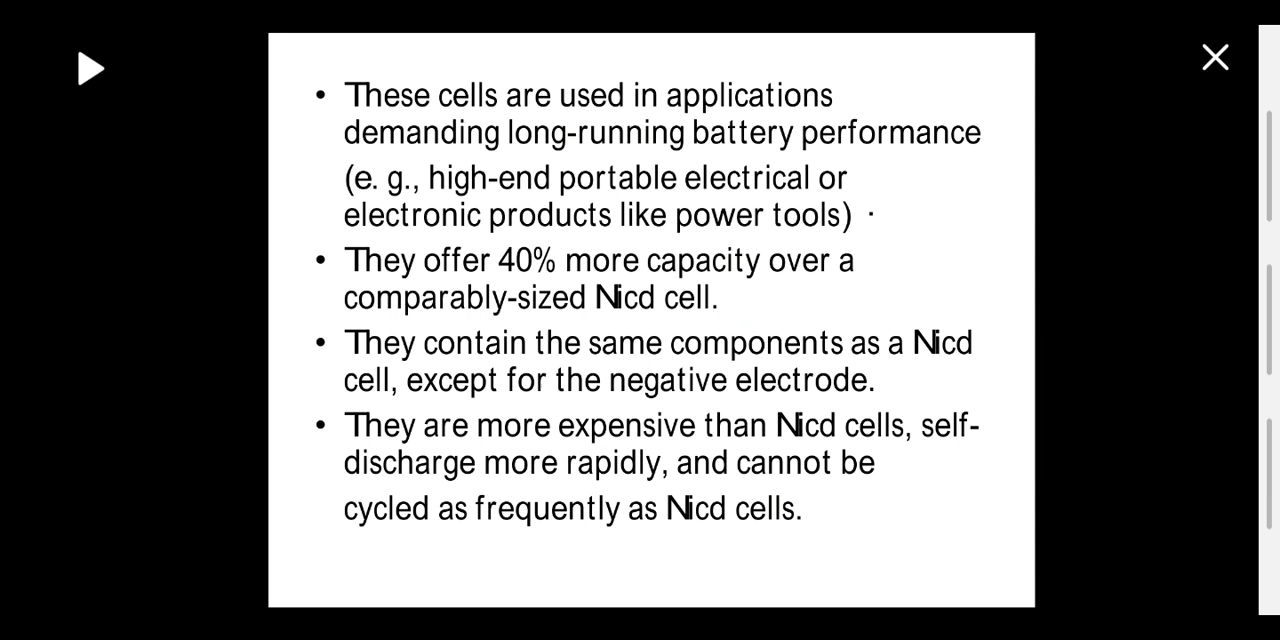 • These cells are used in applications
demanding long-running battery performance
(e. g., high-end portable electrical or
electronic products like power tools) ·
• They offer 40% more capacity over a
comparably-sized Nicd cell.
• They contain the same components as a Nicd
cell, except for the negative electrode.
• They are more expensive than Nicd cells, self-
discharge more rapidly, and cannot be
cycled as frequently as Nicd cells.